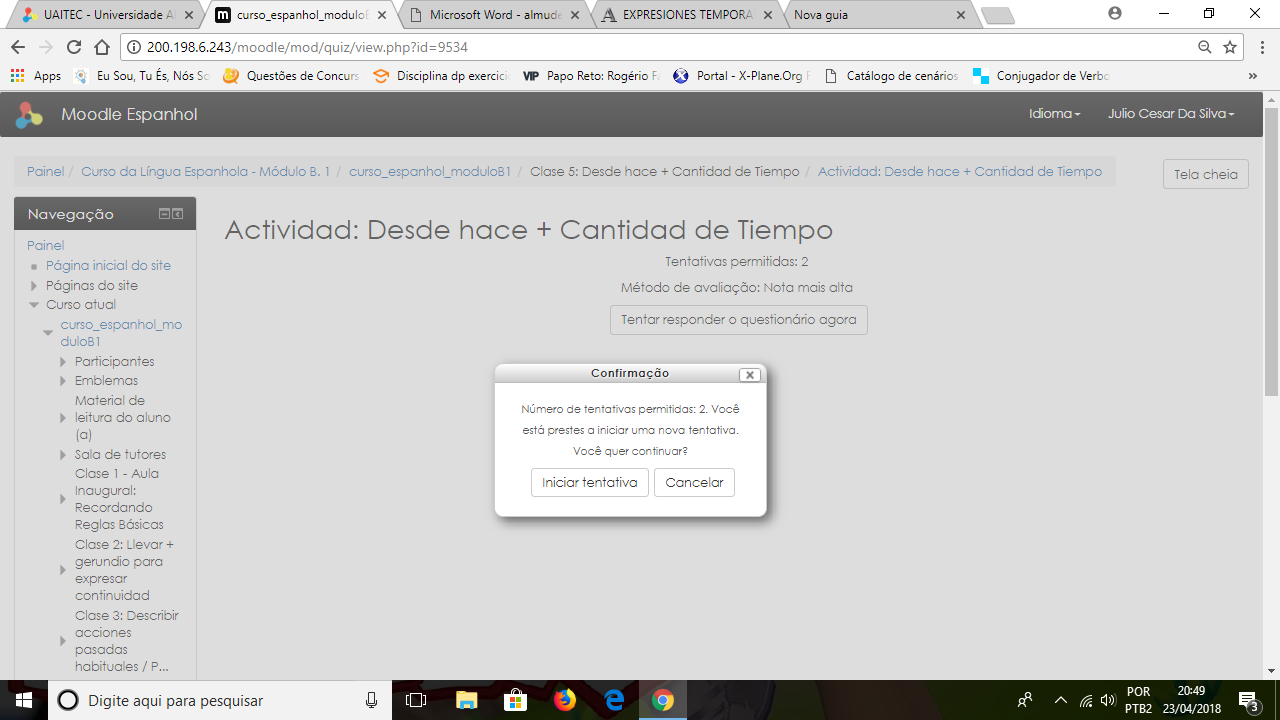 UAITEC - Universidade A
curso_espanhol_modulo
Microsoft Word - almude
EXPRESIONES TEMPORA
Nova guia
200.198.6.243/moodle/mod/quiz/view.php?id=9534
Apps
Eu Sou, Tu És, Nós So
Questões de Concurs
Disciplina dp exercici
VIP Papo Reto: Rogério F
Portal - X-Plane.Org F
Catálogo de cenários
Conjugador de Verbo
»
Moodle Espanhol
Idioma
Julio Cesar Da Silva
Painel / Curso da Língua Espanhola - Módulo B. 1 / curso_espanhol_moduloB1 / Clase 5: Desde hace + Cantidad de Tiempo / Actividad: Desde hace + Cantidad de Tiempo
Tela cheia
Navegação
Painel
Página inicial do site
Páginas do site
Curso atual
curso_espanhol_mo
duloB1
Participantes
Emblemas
Material de
leitura do aluno
(a)
Sala de tutores
Clase 1 - Aula
Inaugural:
Recordando
Reglas Básicas
Clase 2: Llevar +
gerundio para
expresar
continuidad
Clase 3: Describir
acciones
pasadas
habituales / P...
Actividad: Desde hace + Cantidad de Tiempo
Tentativas permitidas: 2
Método de avaliação: Nota mais alta
Tentar responder o questionário agora
Confirmação
Número de tentativas permitidas: 2. Você
está prestes a iniciar uma nova tentativa.
Você quer continuar?
Iniciar tentativa
Cancelar
Digite aqui para pesquisar
POR
PTB2
20:49
23/04/2018
3